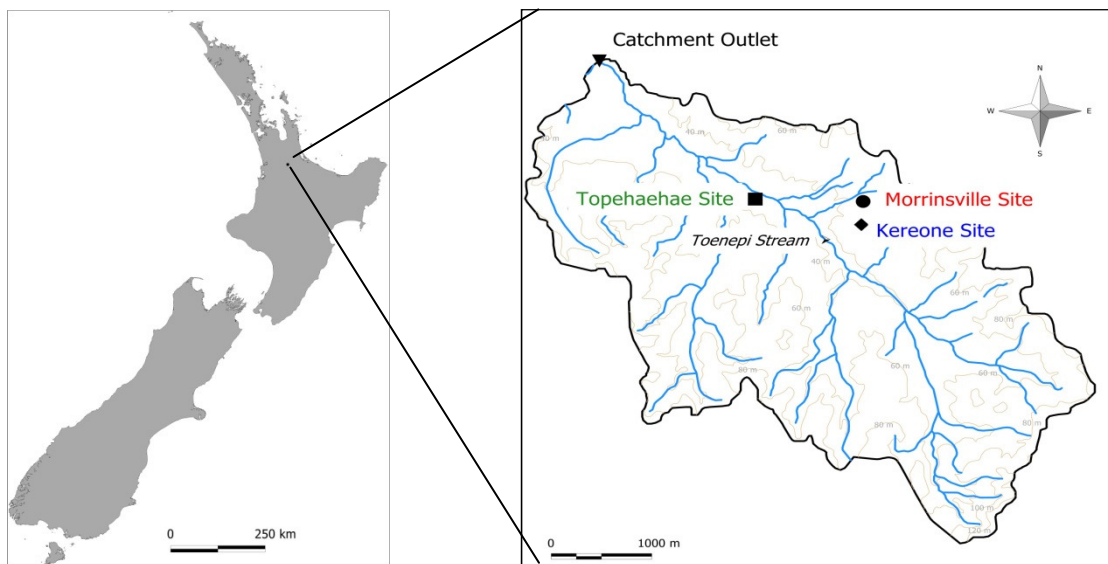 Catchment Outlet
N
W
E
S
40 m
60 m
Topehaehae Site
Morrinsville Site
Kereone Site
Toenepi Stream
40 m
60 m
60 m
80 m
60 m
60 m
80 m
80 m
80 m
100 m
120 m
0
250 km
0
1000 m